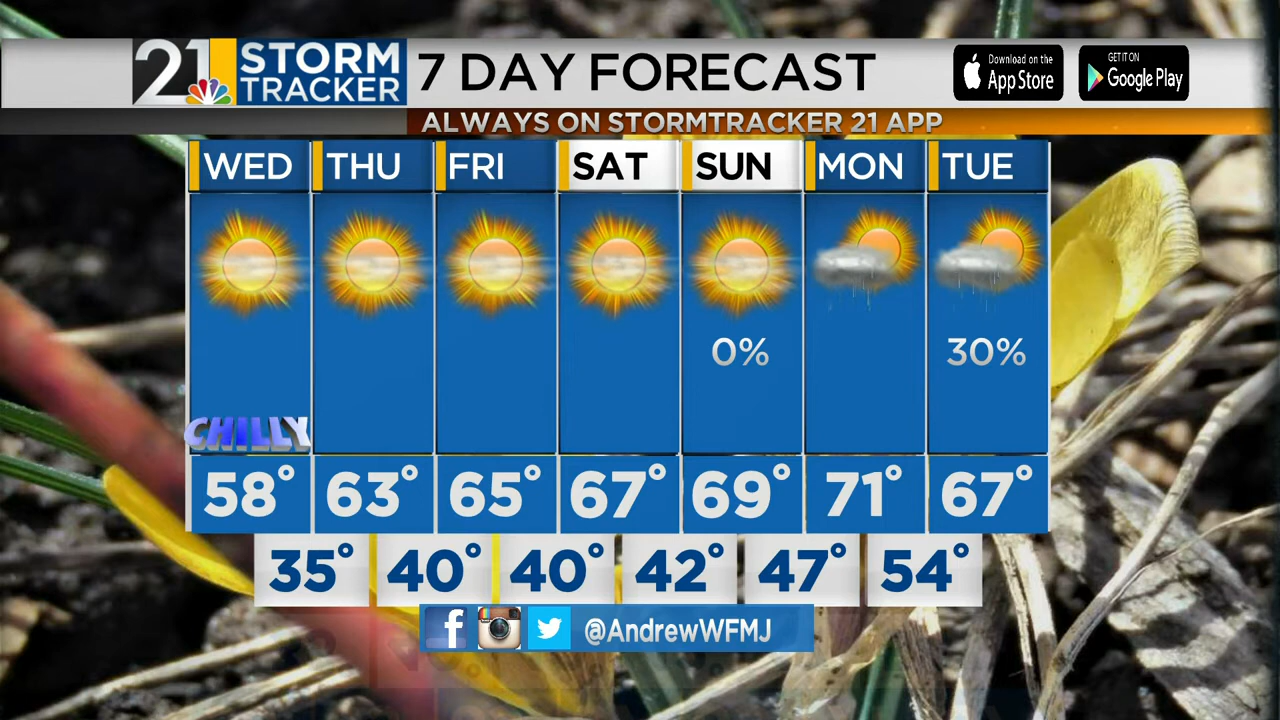 21 STORM TRACKER
7 DAY FORECAST
Download on the App Store
GET IT ON Google Play
ALWAYS ON STORMTRACKER 21 APP
WED THU FRI SAT SUN MON TUE
0% 30%
CHILLY
58° 63° 65° 67° 69° 71° 67°
35° 40° 40° 42° 47° 54°
f @AndrewWFMJ